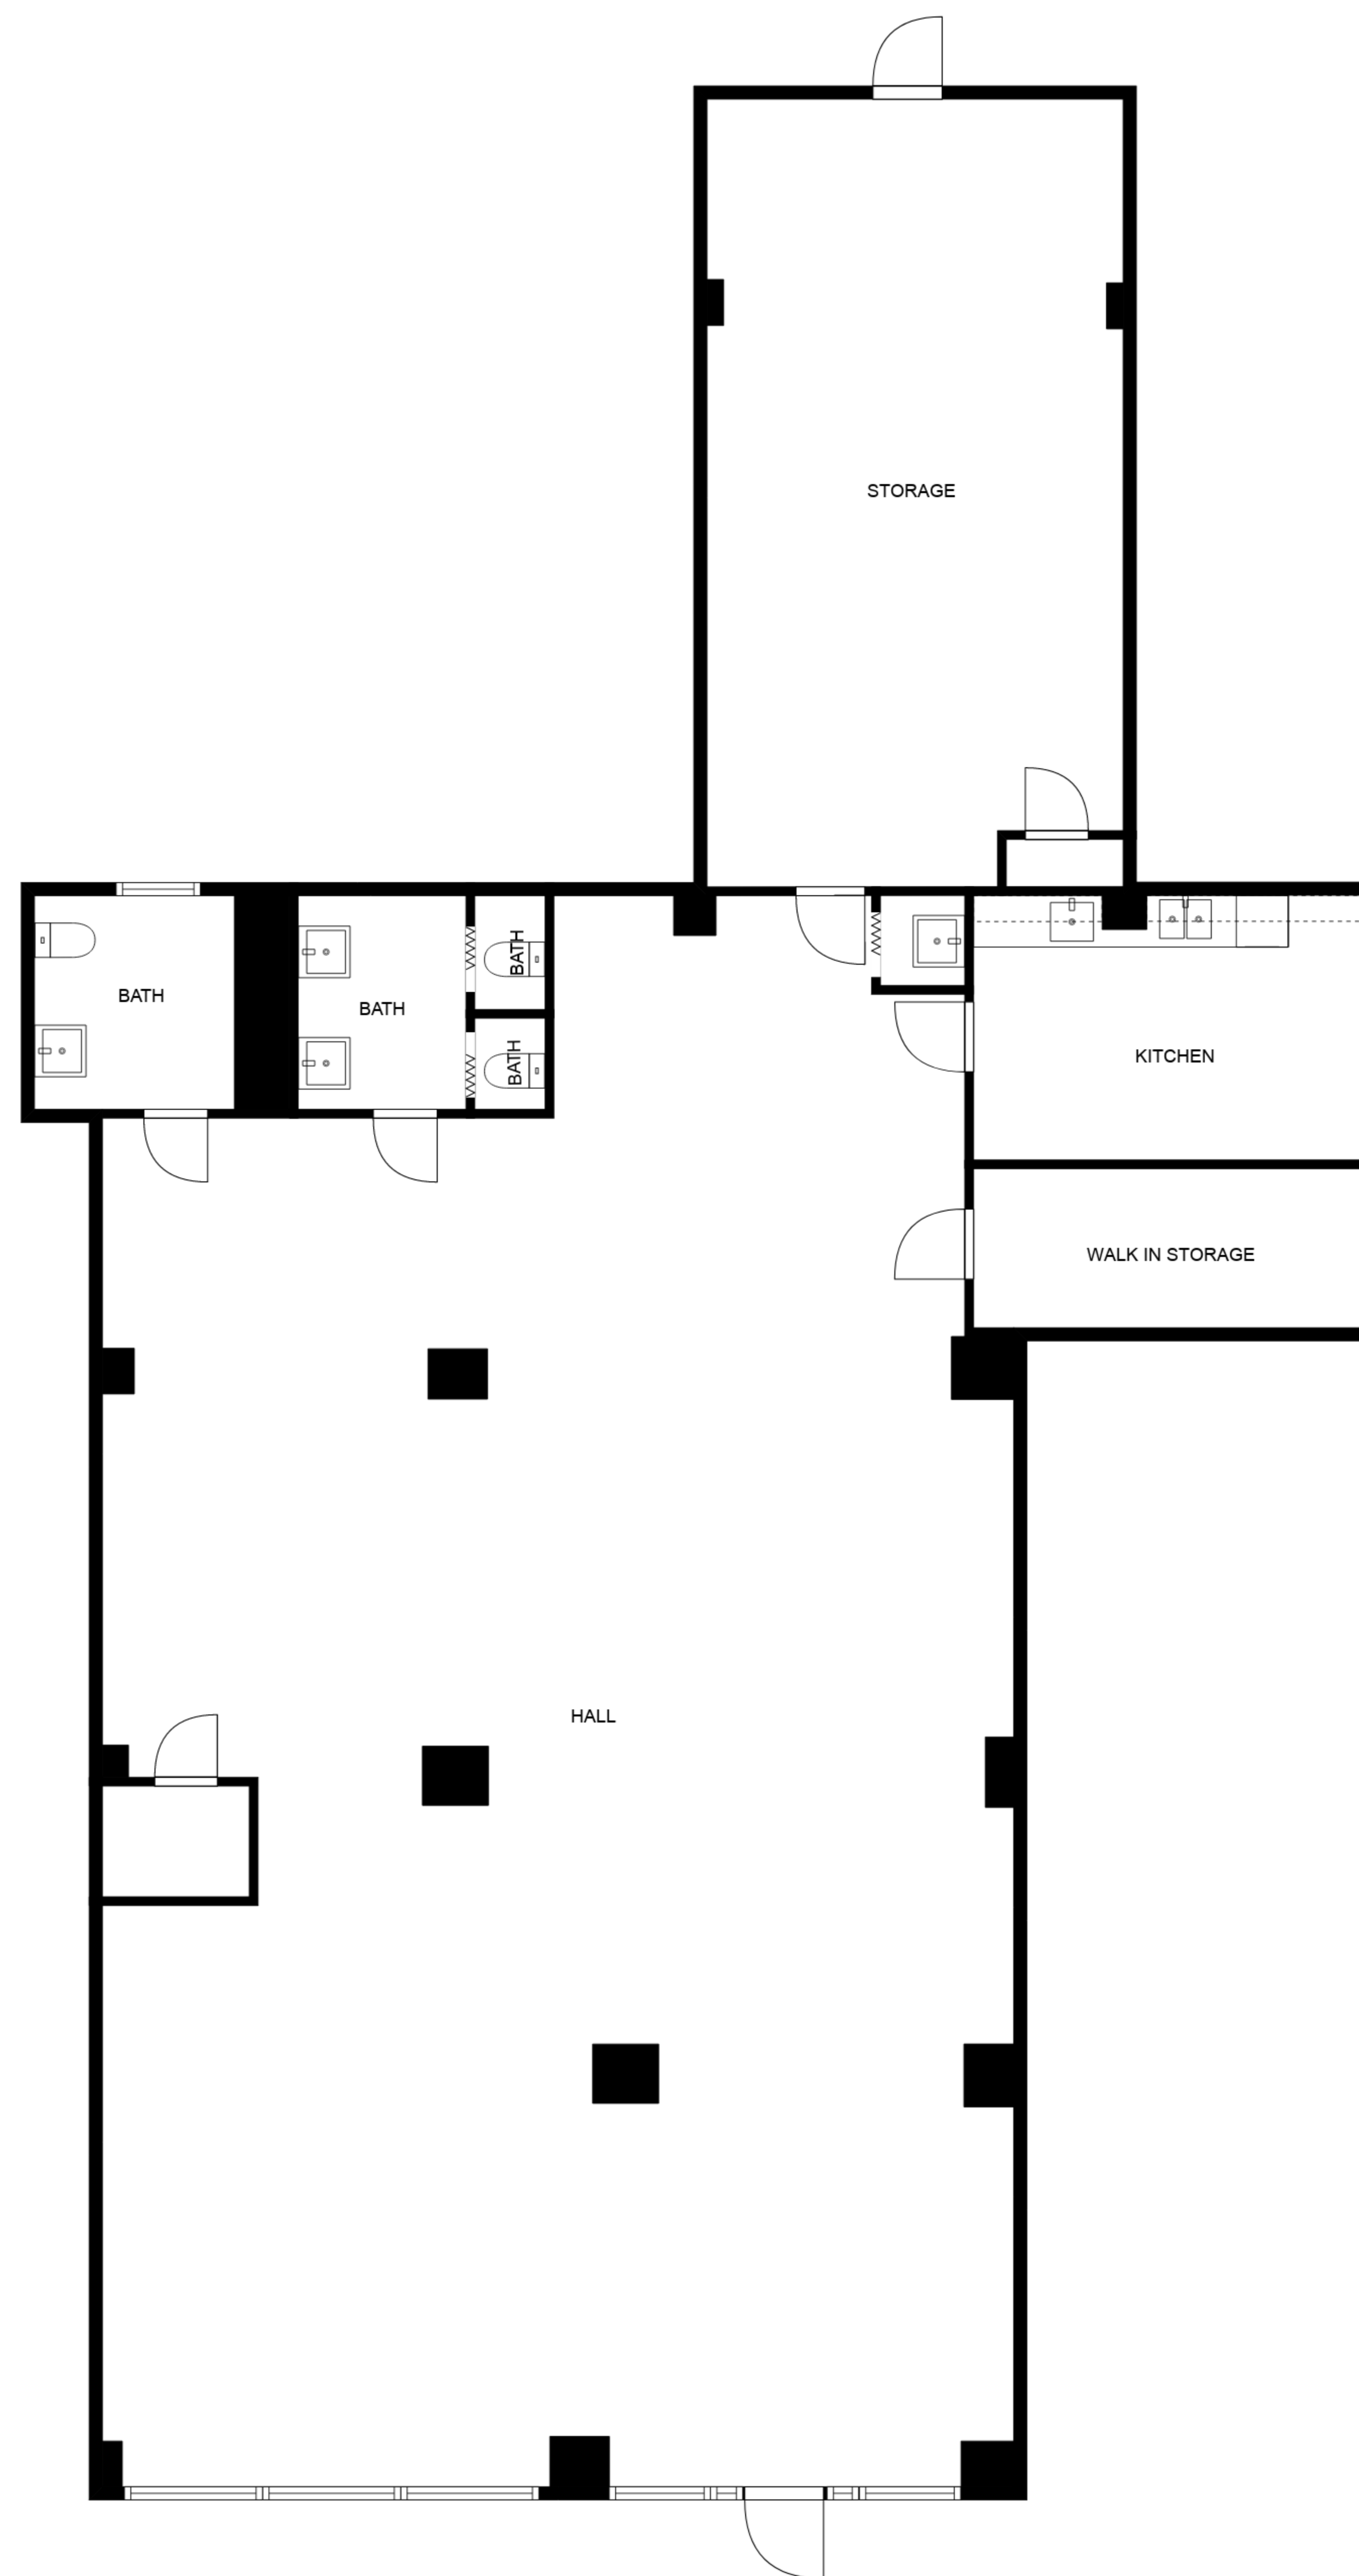 STORAGE
BATH
BATH
BATH
BATH
KITCHEN
WALK IN STORAGE
HALL